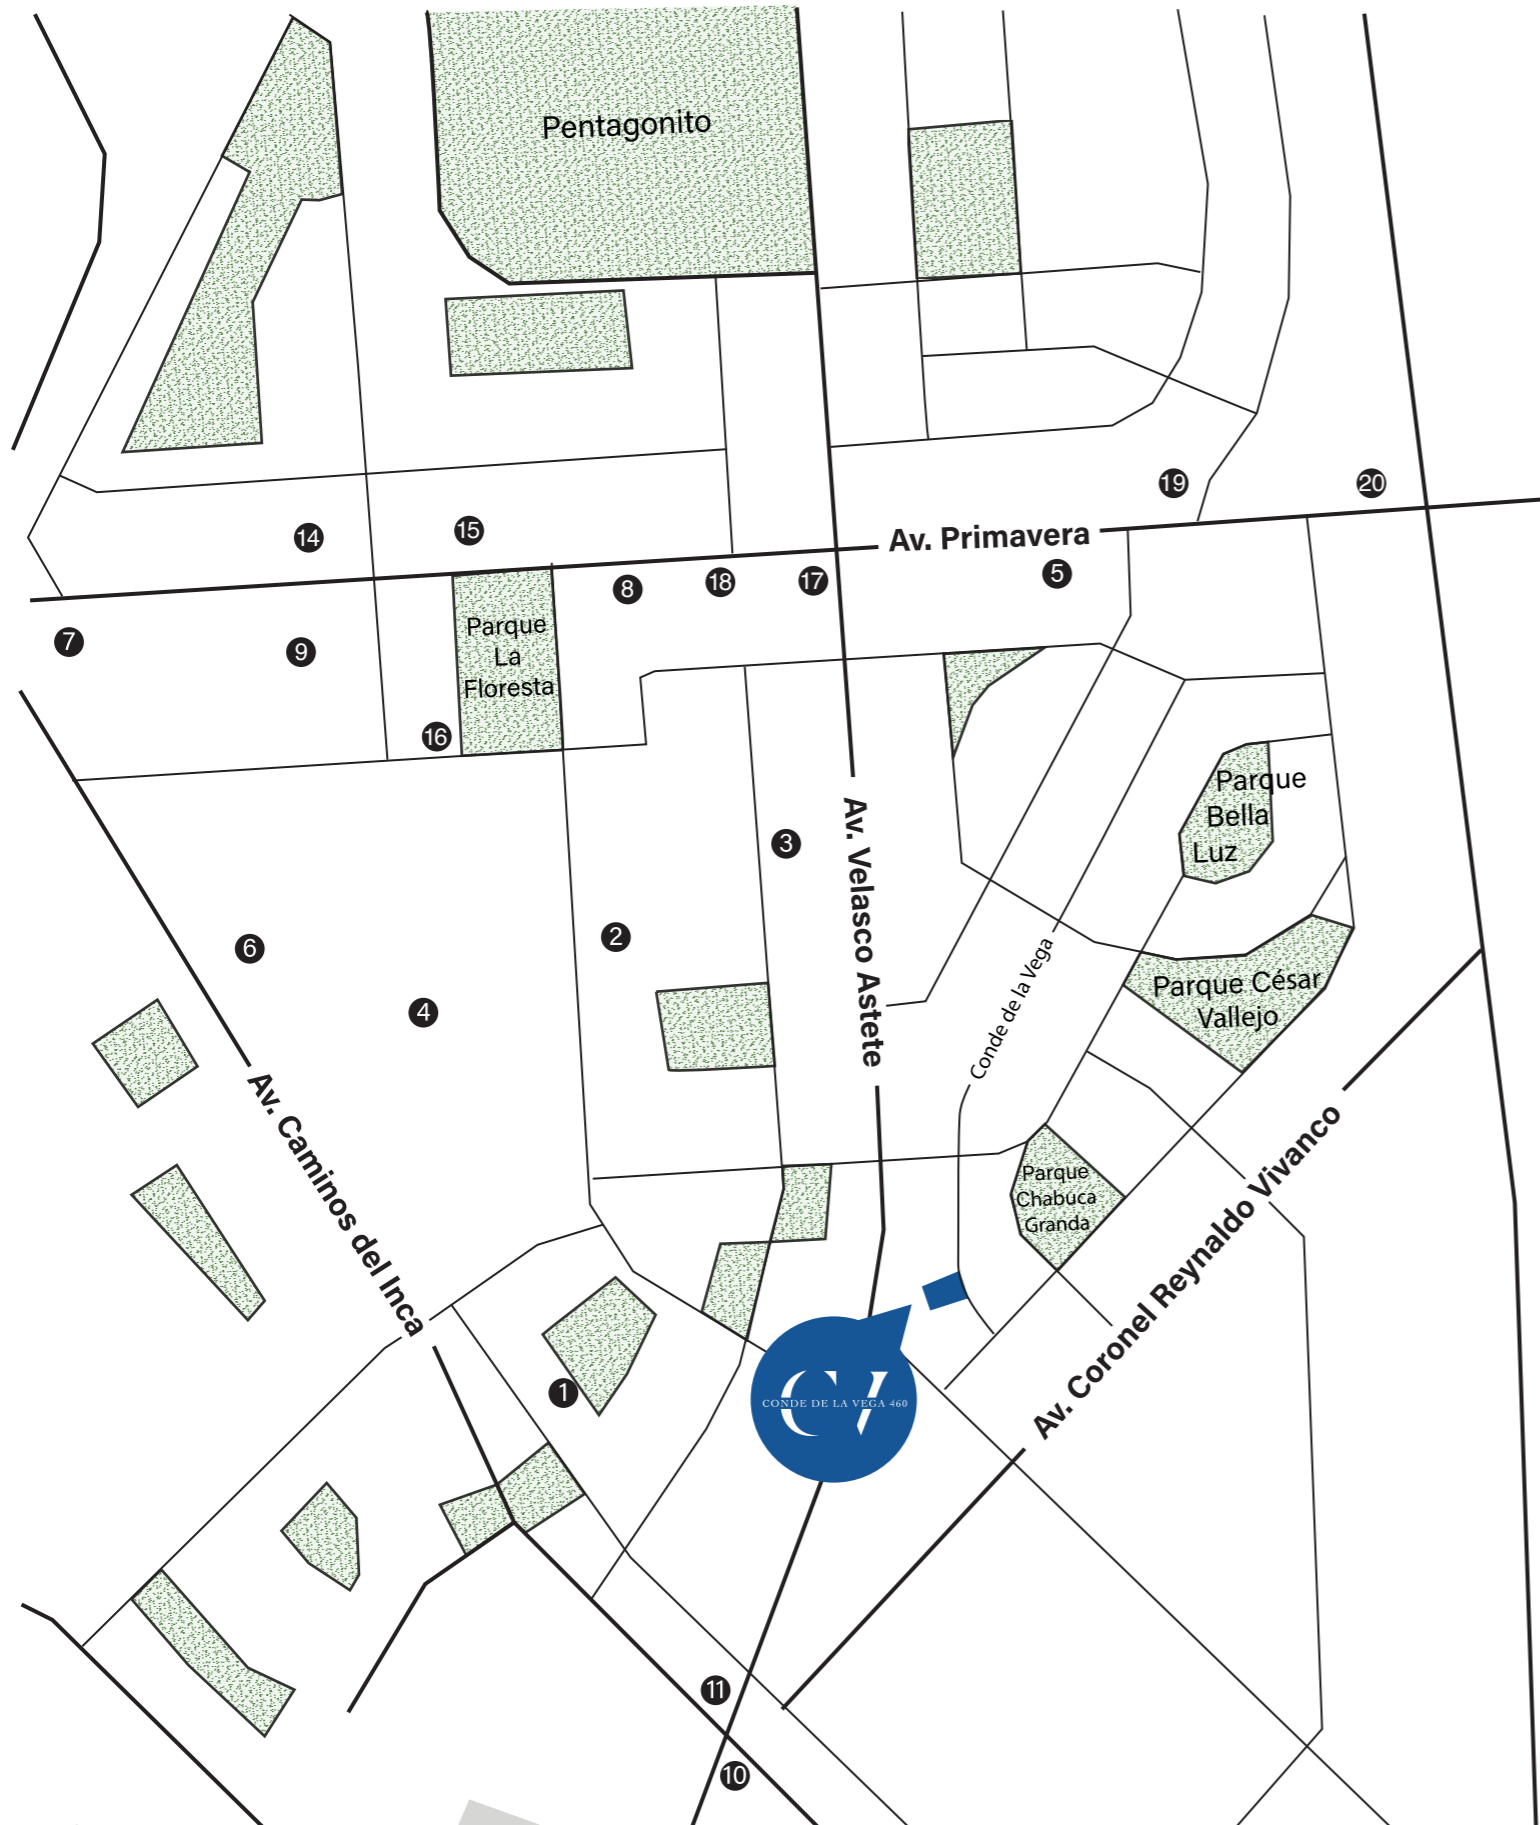 Pentagonito
19
20
14
15
Av. Primavera
5
8
18
17
7
9
Parque
La
Floresta
16
Parque
Bella
Luz
3
Av. Velasco Astete
2
6
4
Conde de la Vega
Parque César
Vallejo
Av. Caminos del Inca
Parque
Chabuca
Granda
Av. Coronel Reynaldo Vivanco
1
CV
CONDE DE LA VEGA 460
11
10